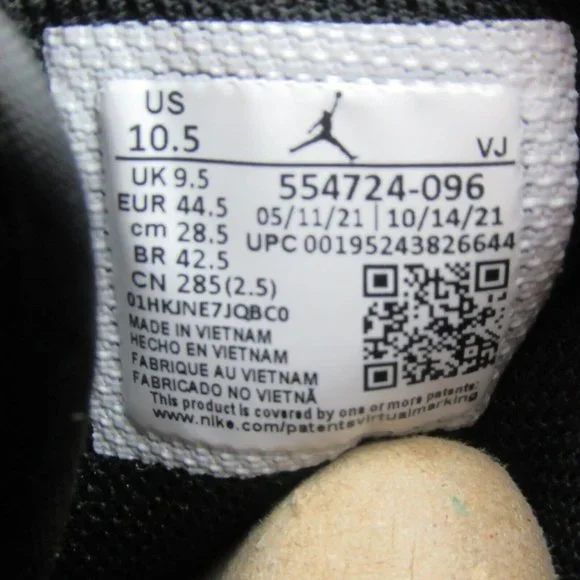 US
10.5
VJ
UK 9.5
EUR 44.5
cm 28.5
BR 42.5
CN 285(2.5)
554724-096
05/11/21 | 10/14/21
UPC 00195243826644
01HKJNE7JQBC0
MADE IN VIETNAM
HECHO EN VIETNAM
FABRIQUE AU VIETNAM
FABRICADO NO VIETNÃ
This product is covered by one or more patents:
www.nike.com/patentsvirtualmarking